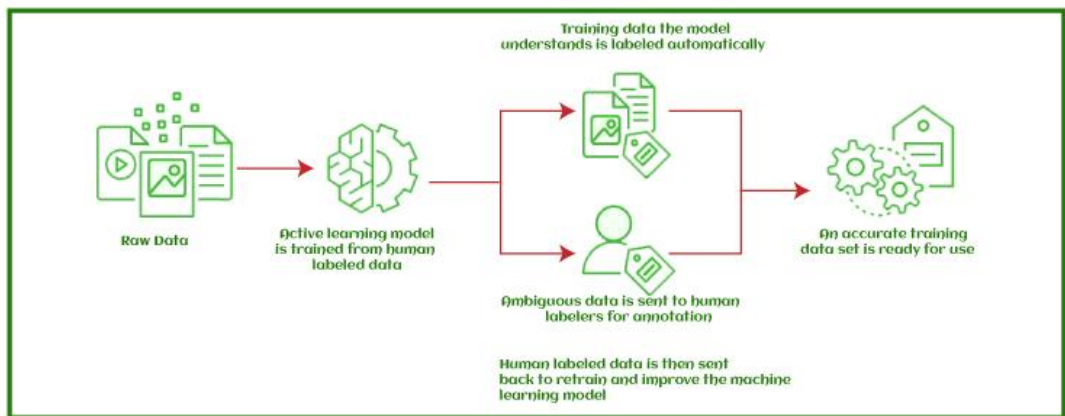 Training data the model
understands is labeled automatically
Raw Data
Active learning model
is trained from human
labeled data
An accurate training
data set is ready for use
Ambiguous data is sent to human
labelers for annotation
Human labeled data is then sent
back to retrain and improve the machine
learning model